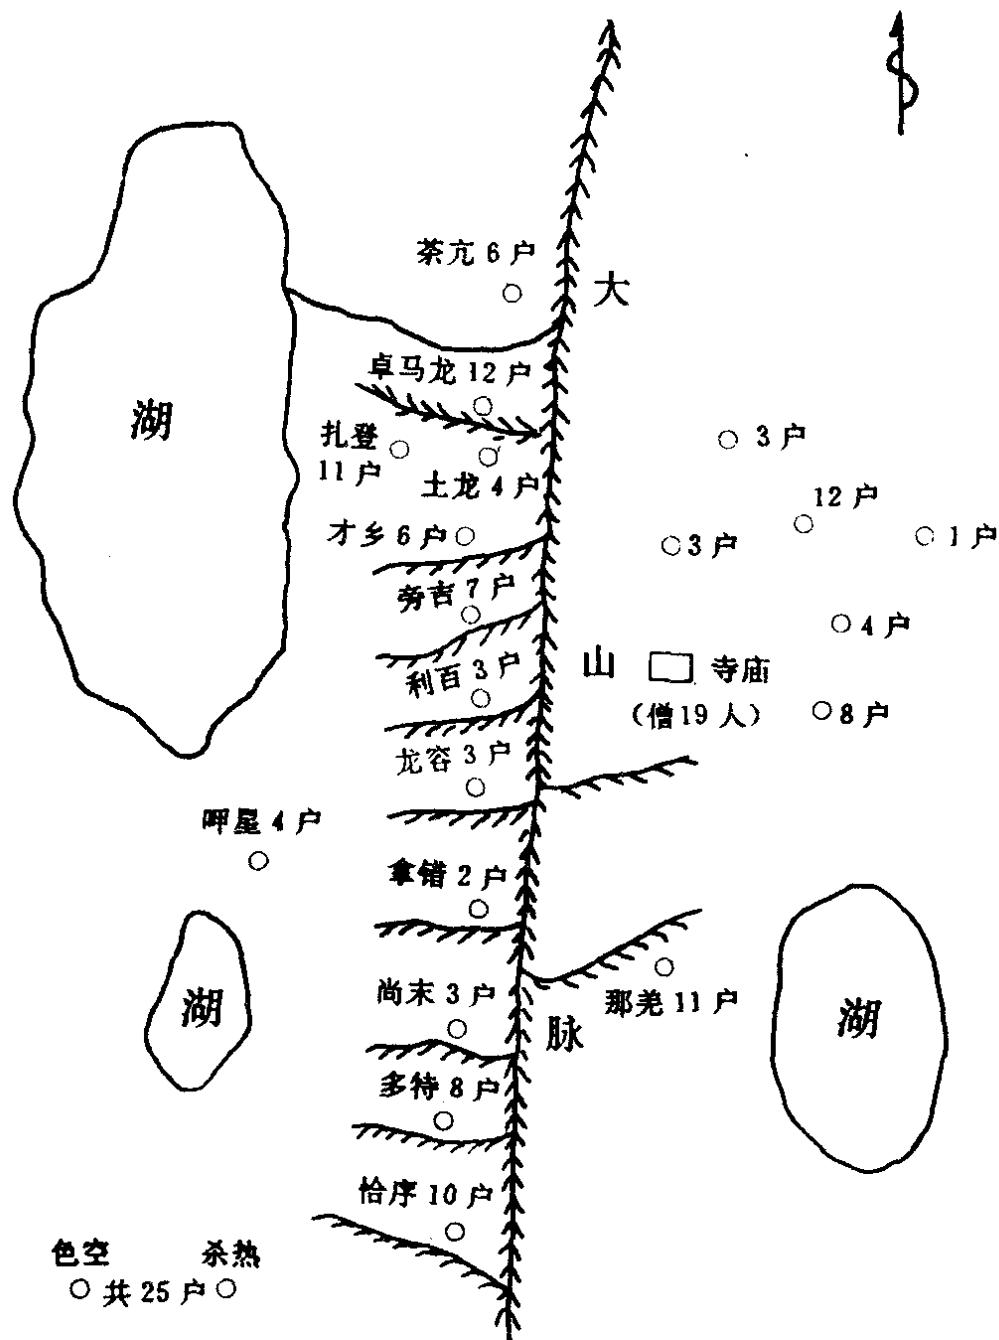 茶亢 6 户
大
卓马龙 12 户
湖
扎登
11 户
土龙 4 户
3 户
12 户
才乡 6 户
3 户
1 户
旁吉 7 户
4 户
利百 3 户
山
寺庙
（僧 19 人）
8 户
龙容 3 户
呷星 4 户
拿错 2 户
尚末 3 户
湖
脉
那羌 11 户
湖
多特 8 户
恰序 10 户
色空
杀热
共 25 户